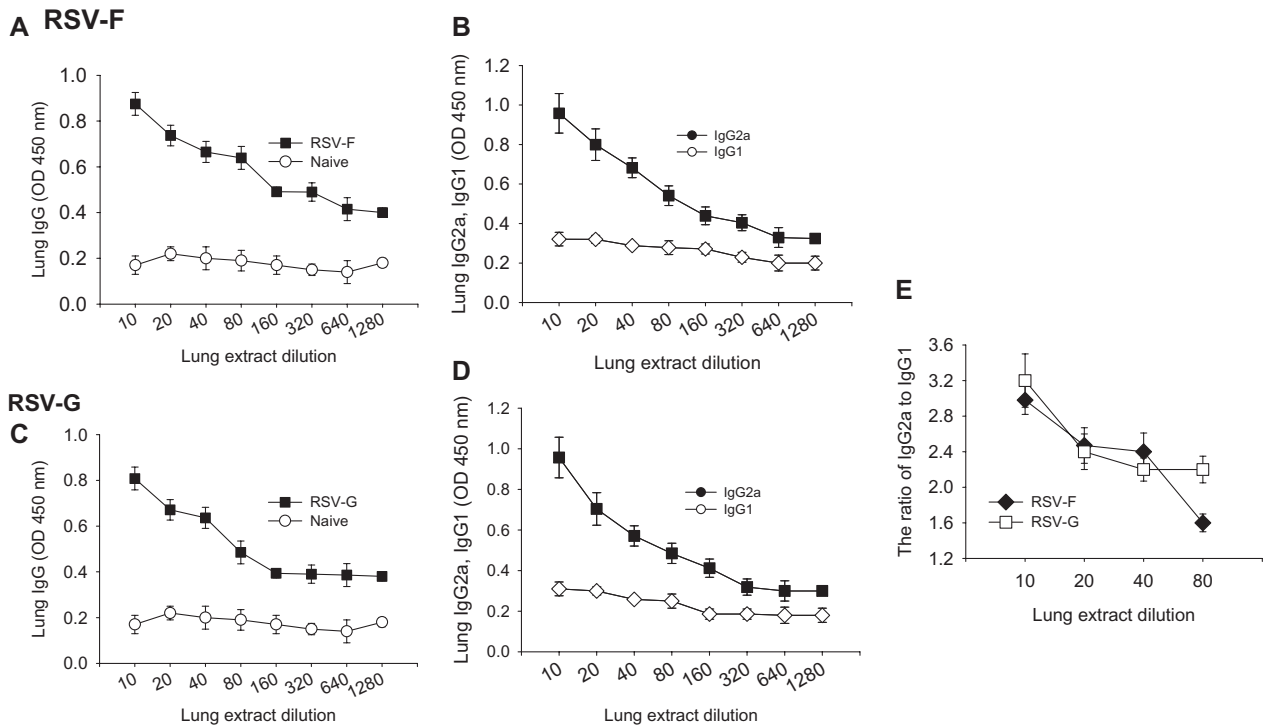 A RSV-F
Lung IgG (OD 450 nm)
1.0
0.8
0.6
0.4
0.2
0.0
RSV-F
Naive
10 20 40 80 160 320 640 1280
Lung extract dilution
B
Lung IgG2a, IgG1 (OD 450 nm)
1.2
1.0
0.8
0.6
0.4
0.2
0.0
IgG2a
IgG1
10 20 40 80 160 320 640 1280
Lung extract dilution
RSV-G
C
Lung IgG (OD 450 nm)
1.0
0.8
0.6
0.4
0.2
0.0
RSV-G
Naive
10 20 40 80 160 320 640 1280
Lung extract dilution
D
Lung IgG2a, IgG1 (OD 450 nm)
1.2
1.0
0.8
0.6
0.4
0.2
0.0
IgG2a
IgG1
10 20 40 80 160 320 640 1280
Lung extract dilution
E
The ratio of IgG2a to IgG1
3.6
3.2
2.8
2.4
2.0
1.6
1.2
RSV-F
RSV-G
10 20 40 80
Lung extract dilution